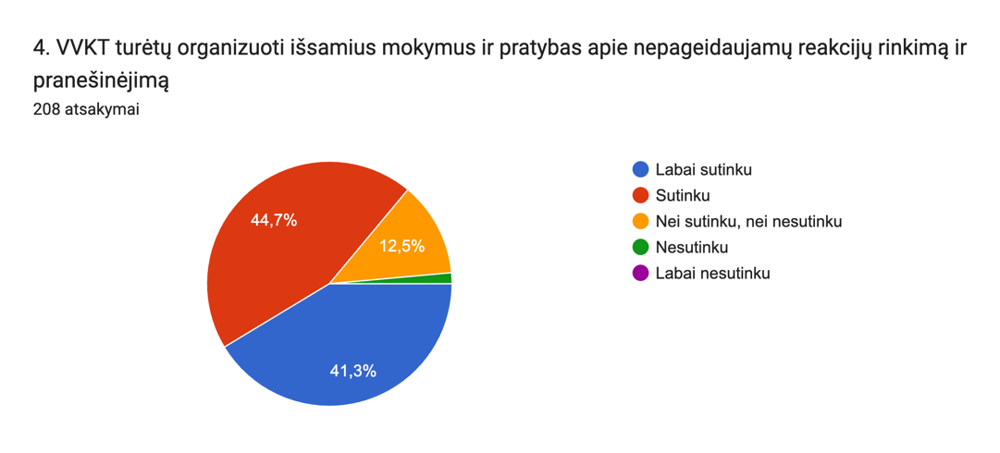 4. VVKT turėtų organizuoti išsamius mokymus ir pratybas apie nepageidaujamų reakcijų rinkimą ir
pranešinėjimą
208 atsakymai
44,7%
12,5%
41,3%
Labai sutinku
Sutinku
Nei sutinku, nei nesutinku
Nesutinku
Labai nesutinku